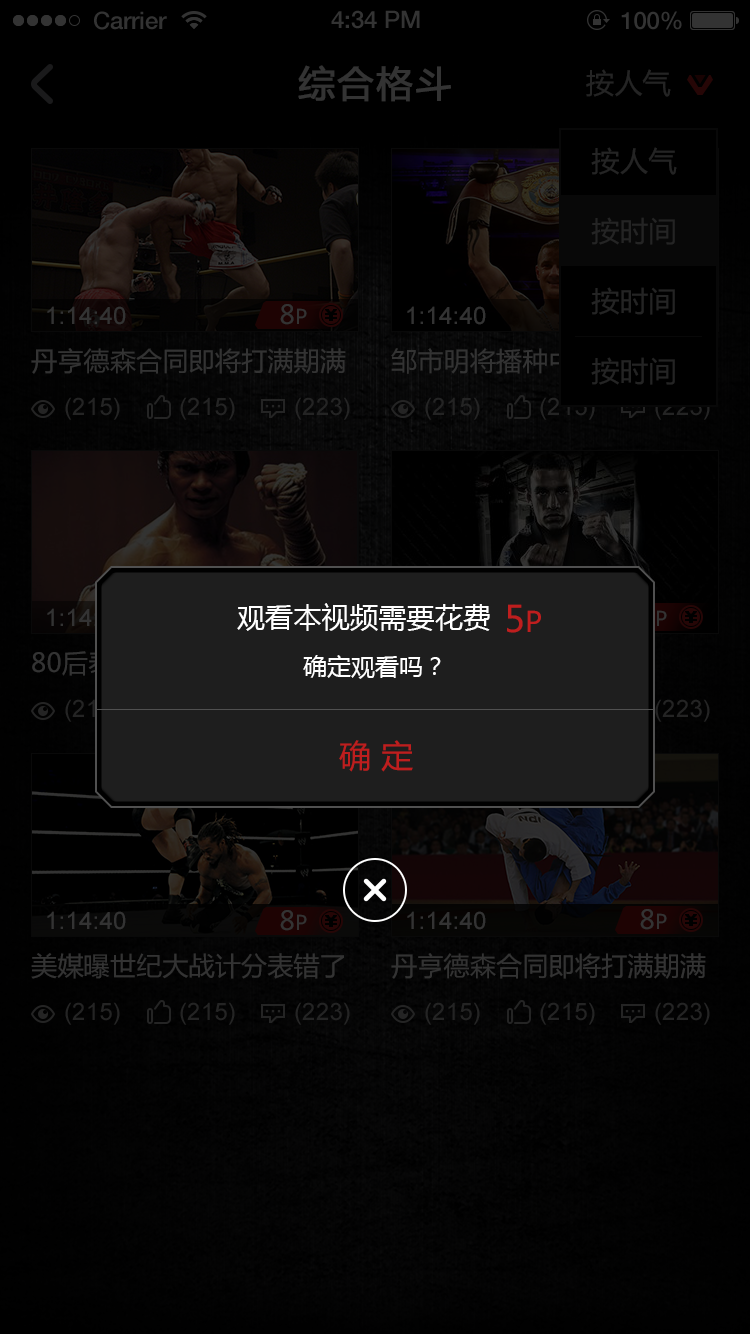 Carrier 4:34 PM 100%
综合格斗 按人气
按人气
按时间
按时间
按时间
1:14:40 8P
1:14:40
丹亨德森合同即将打满期满
邹市明将播种
(215) (215) (223)
(215) (215) (223)
1:14
P
80后
(21
(223)
观看本视频需要花费 5P
确定观看吗？
确定
1:14:40 8P
1:14:40 8P
美媒曝世纪大战计分表错了
丹亨德森合同即将打满期满
(215) (215) (223)
(215) (215) (223)